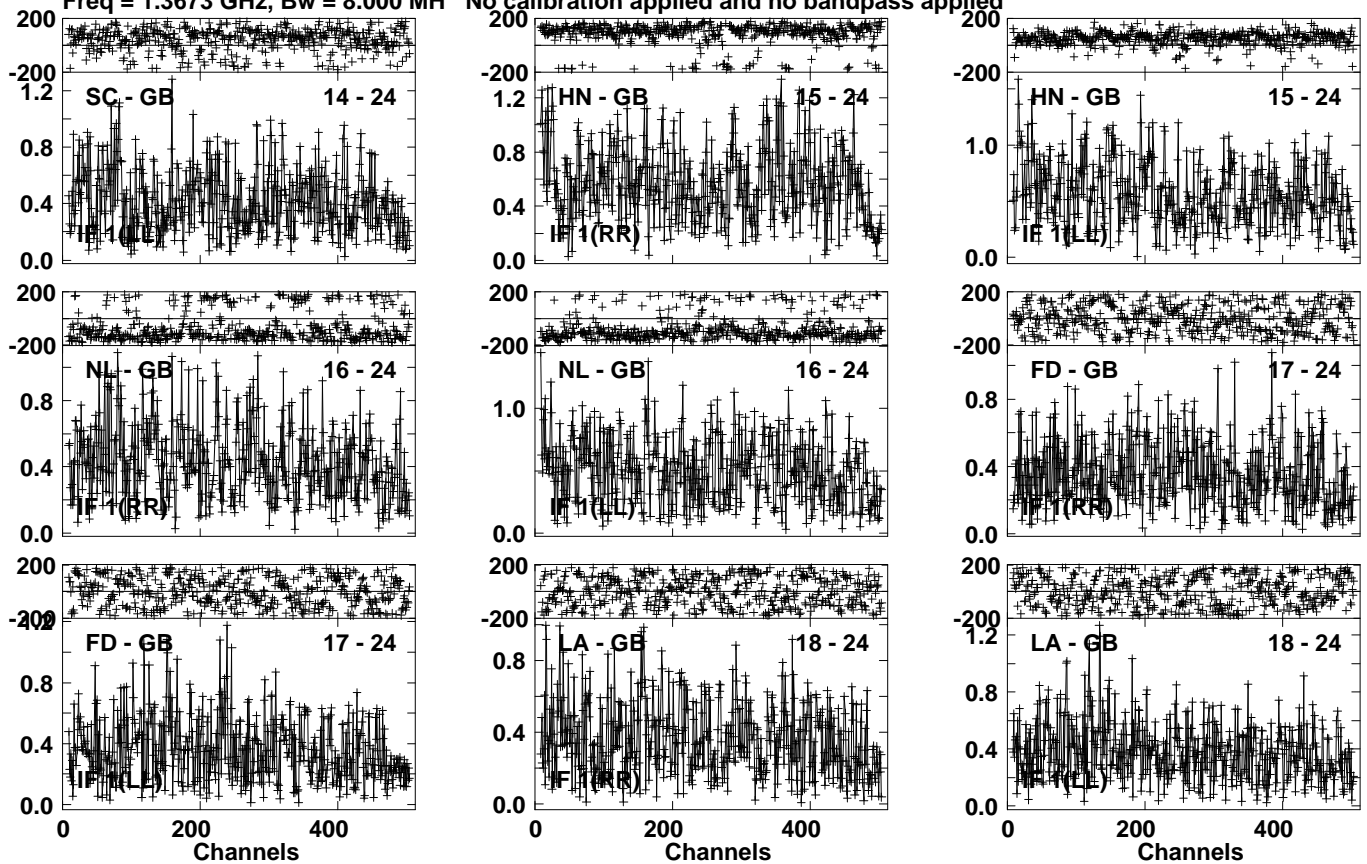 Freq = 1.3673 GHz, Bw = 8.000 MH No calibration applied and no bandpass applied
200 200 200
-200 -200 -200
SC - GB 14 - 24 HN - GB 15 - 24 HN - GB 15 - 24
1.2 1.2
1.0
0.8 0.8
0.4 0.4
IF 1(LL) IF 1(RR) IF 1(LL)
0.0 0.0 0.0
200 200 200
-200 -200 -200
NL - GB 16 - 24 NL - GB 16 - 24 FD - GB 17 - 24
0.8 1.0 0.8
0.4 0.4
IF 1(RR) IF 1(LL) IF 1(RR)
0.0 0.0 0.0
200 200 200
-200 -200 -200
1.2
FD - GB 17 - 24 LA - GB 18 - 24 LA - GB 18 - 24
1.2
0.8 0.8 0.8
0.4 0.4 0.4
IF 1(LL) IF 1(RR) IF 1(LL)
0.0 0.0 0.0
0 200 400 0 200 400 0 200 400
Channels Channels Channels